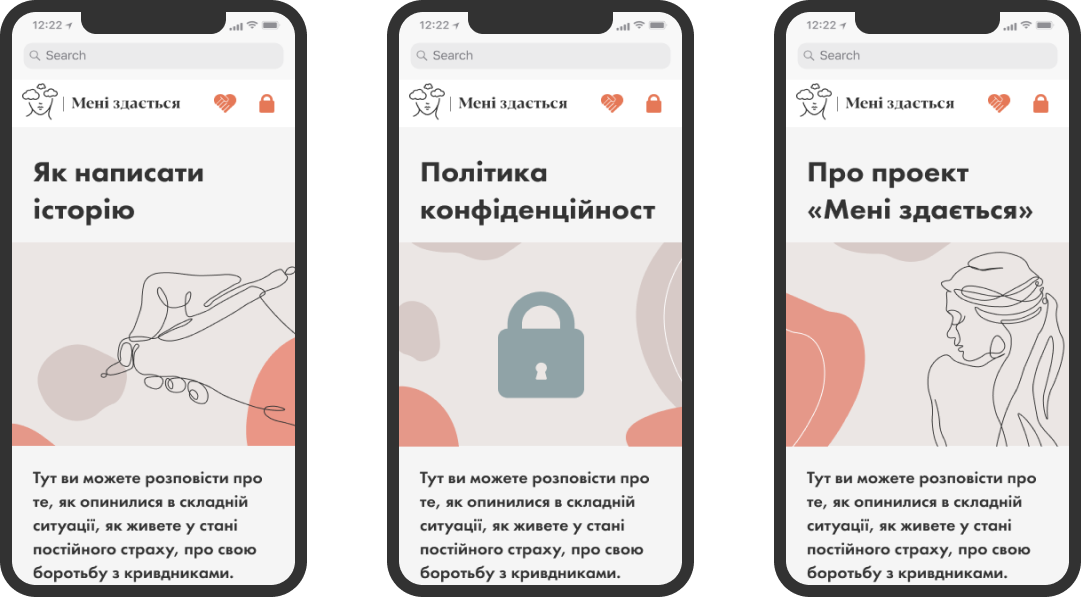 12:22
Search
Мені здається
Як написати
історію
Тут ви можете розповісти про
те, як опинилися в складній
ситуації, як живете у стані
постійного страху, про свою
боротьбу з кривдниками.
12:22
Search
Мені здається
Політика
конфіденційност
Тут ви можете розповісти про
те, як опинилися в складній
ситуації, як живете у стані
постійного страху, про свою
боротьбу з кривдниками.
12:22
Search
Мені здається
Про проект
«Мені здається»
Тут ви можете розповісти про
те, як опинилися в складній
ситуації, як живете у стані
постійного страху, про свою
боротьбу з кривдниками.